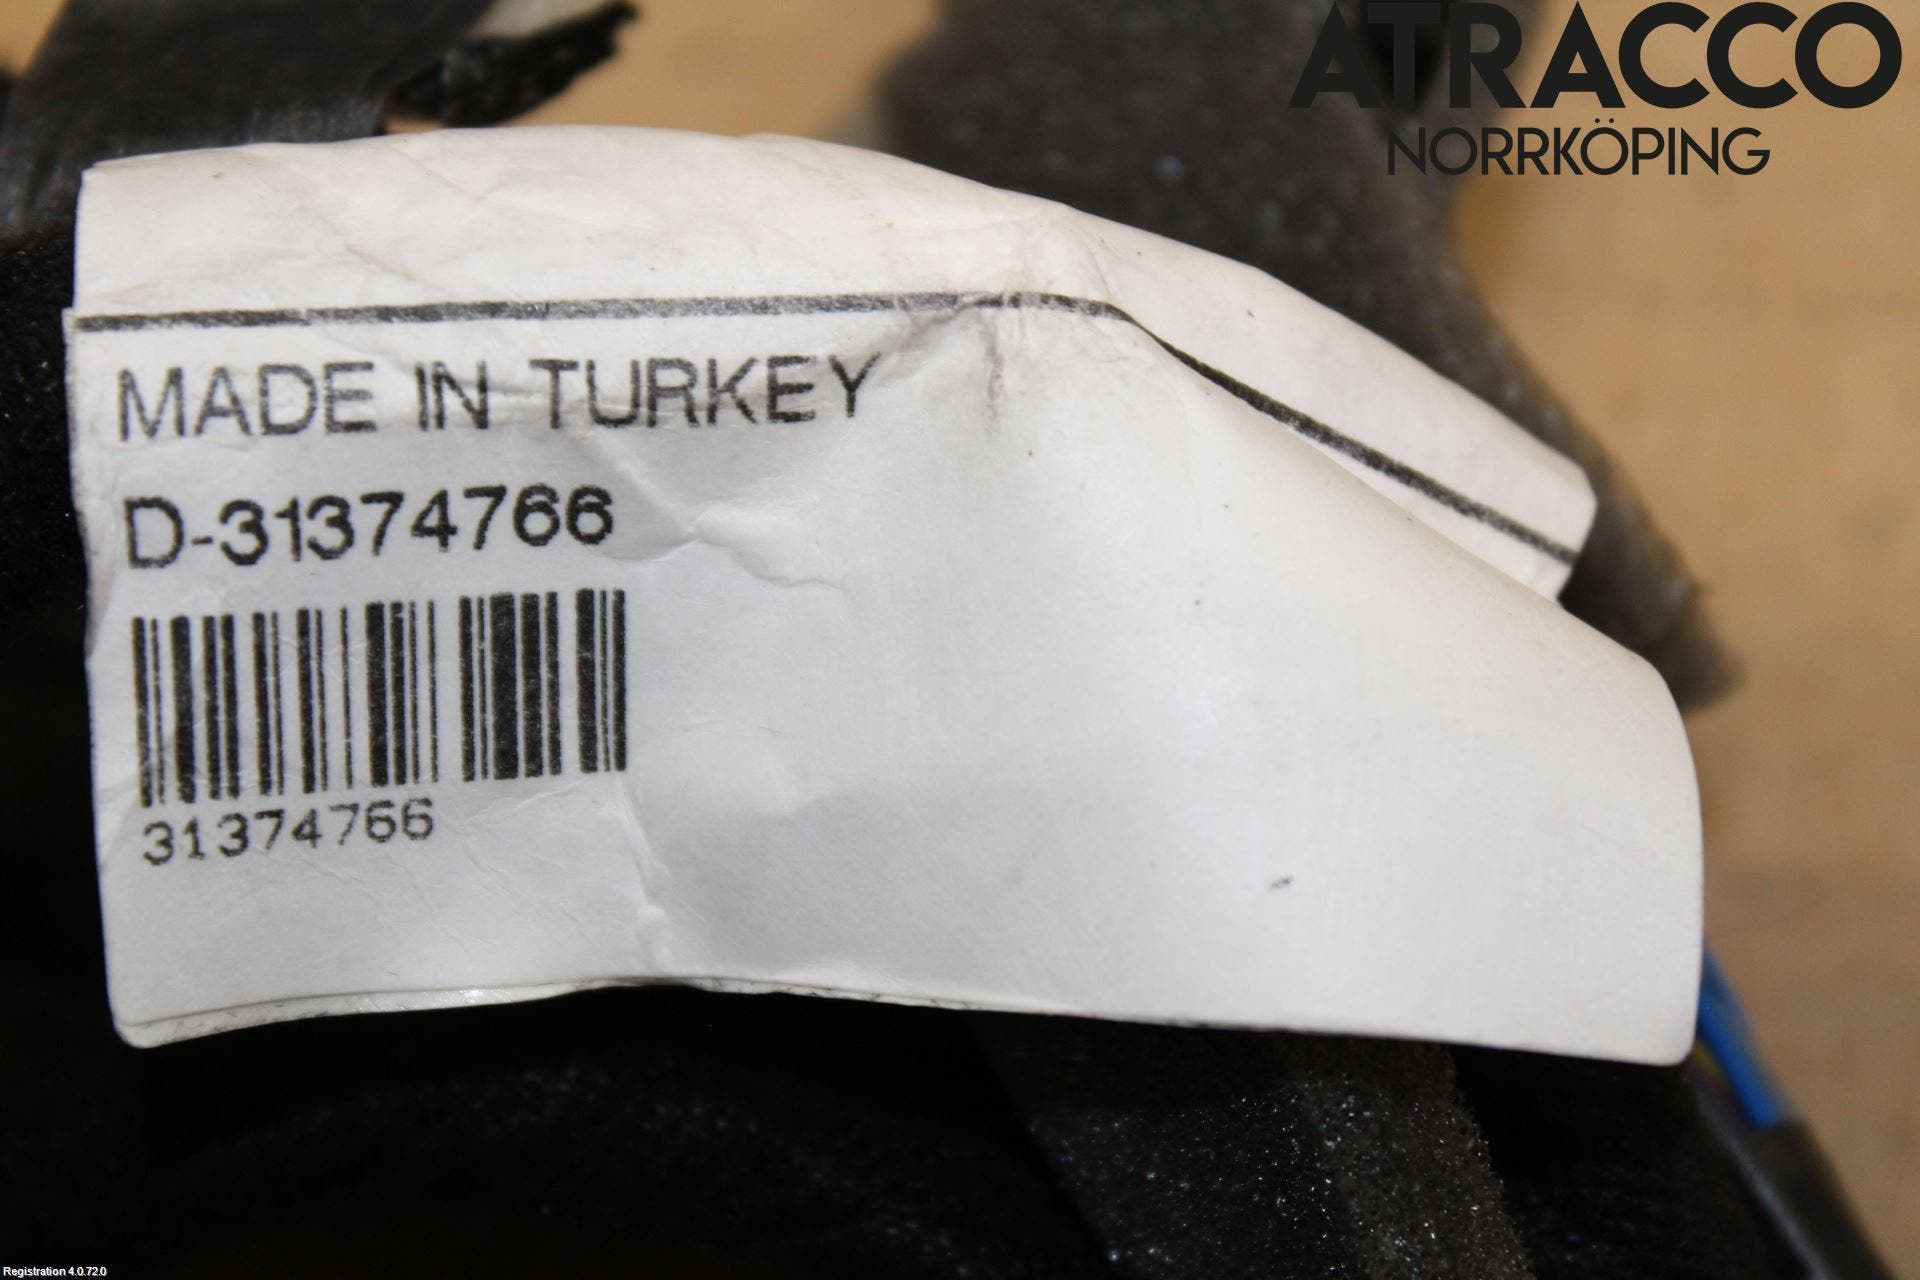 ATRACCO
NORRKÖPING
MADE IN TURKEY
D-31374766
31374766
Registration 4.0.72.0